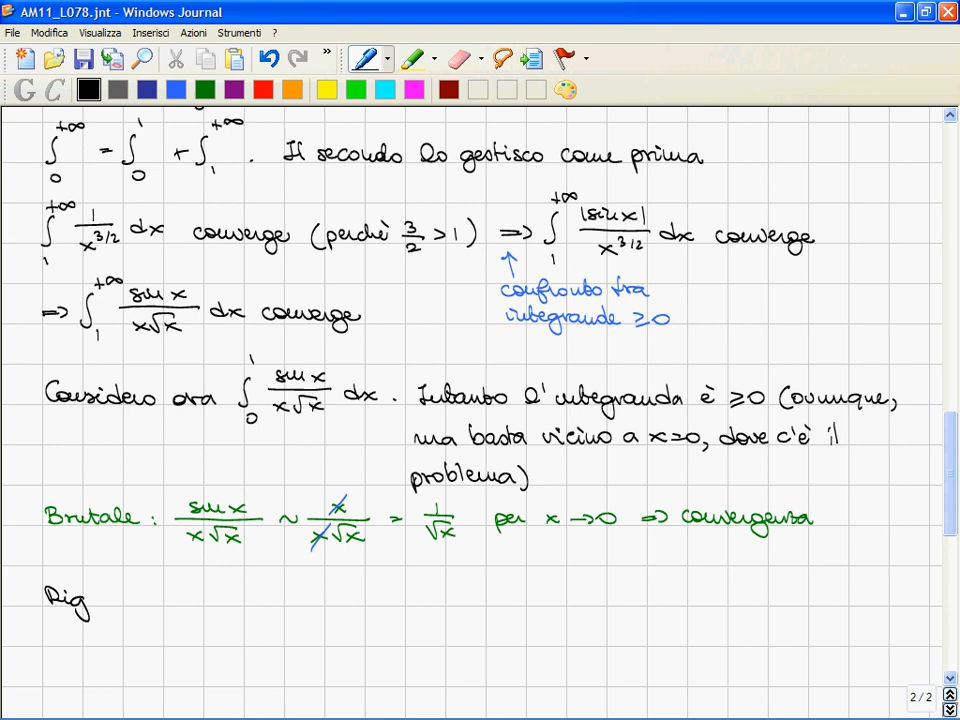 AM11_L078.jnt - Windows Journal
File Modifica Visualizza Inserisci Azioni Strumenti ?
∫₀^{+∞} = ∫₀^1 + ∫₁^{+∞} . Il secondo lo gestisco come prima
∫₁^{+∞} 1/x^{3/2} dx converge (perché 3/2 > 1) => ∫₁^{+∞} |sin x|/x^{3/2} dx converge
confronto tra
integrande ≥ 0
=> ∫₁^{+∞} sin x/(x√x) dx converge
Considero ora ∫₀^1 sin x/(x√x) dx. Intanto l'integranda è ≥ 0 (ovunque,
ma basta vicino a x=0, dove c'è il
problema)
Brutale: sin x/(x√x) ~ x/(x√x) = 1/√x per x → 0 => convergenza
Rig
2 / 2